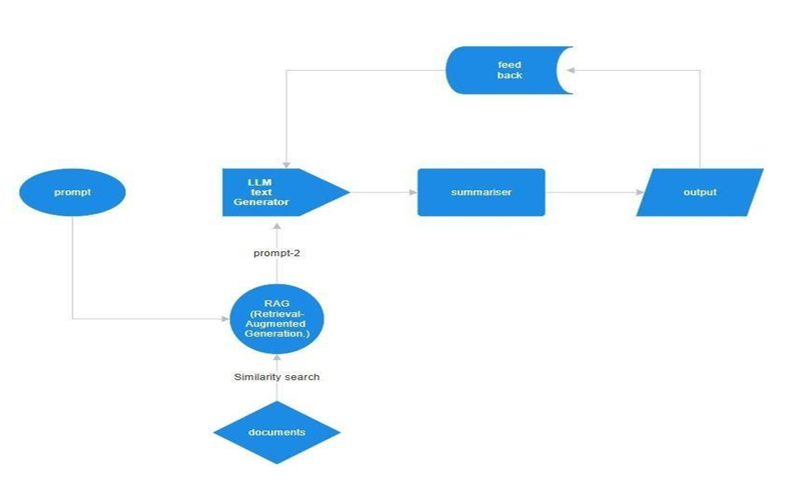 feed
back
prompt
LLM
text
Generator
summariser
output
prompt-2
RAG
(Retrieval-
Augmented
Generation.)
Similarity search
documents